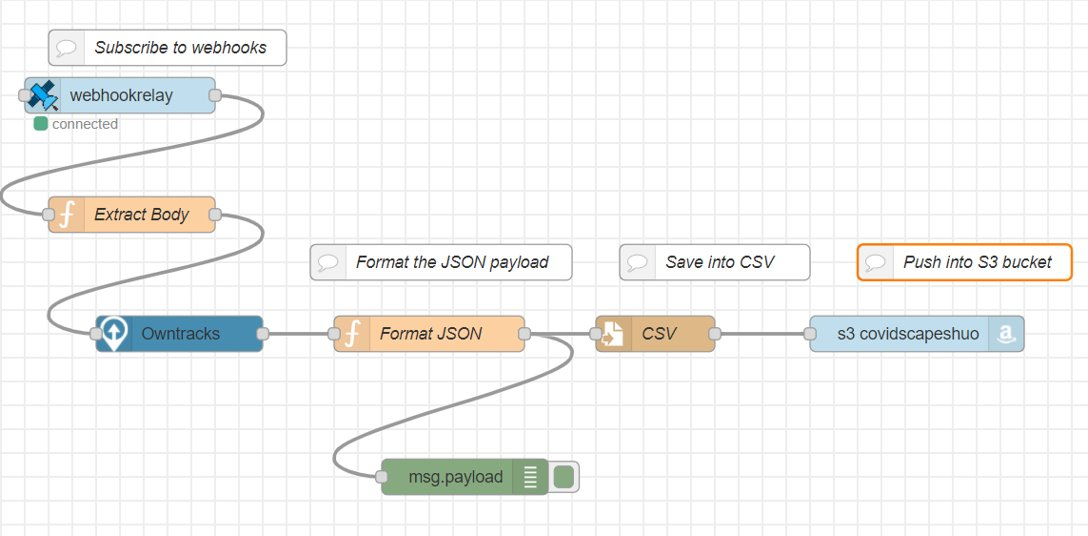 Subscribe to webhooks
webhookrelay
connected
Extract Body
Format the JSON payload
Save into CSV
Push into S3 bucket
Owntracks
Format JSON
CSV
s3 covidscapeshuo
msg.payload